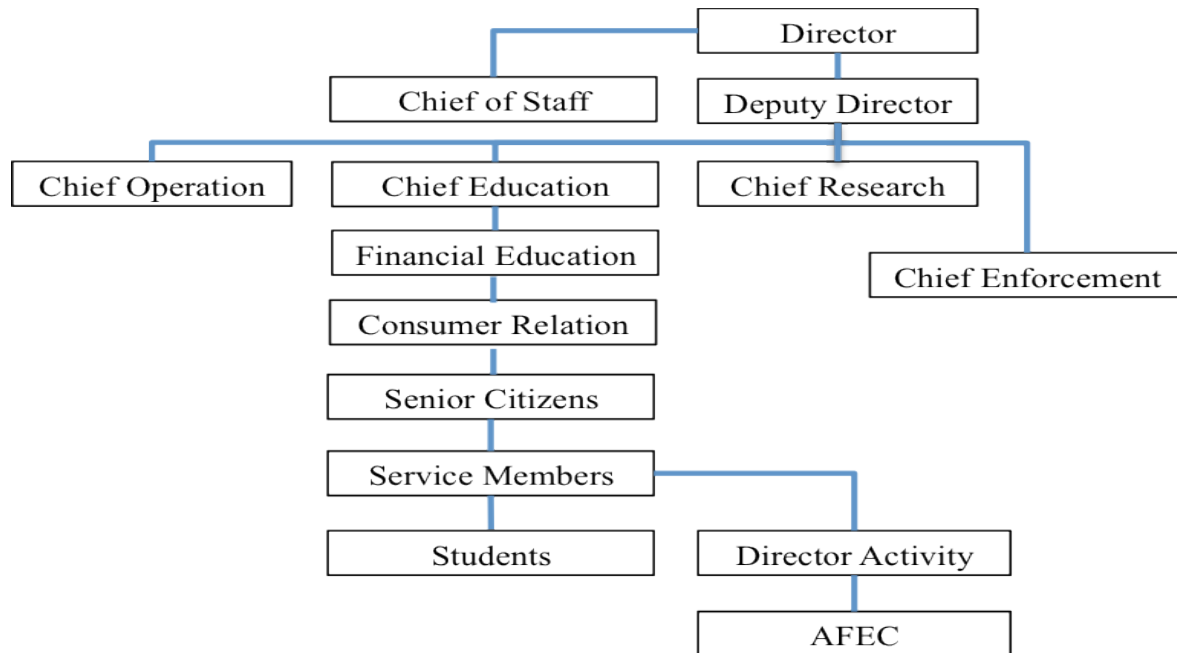 Director
Chief of Staff
Deputy Director
Chief Operation
Chief Education
Chief Research
Financial Education
Chief Enforcement
Consumer Relation
Senior Citizens
Service Members
Students
Director Activity
AFEC